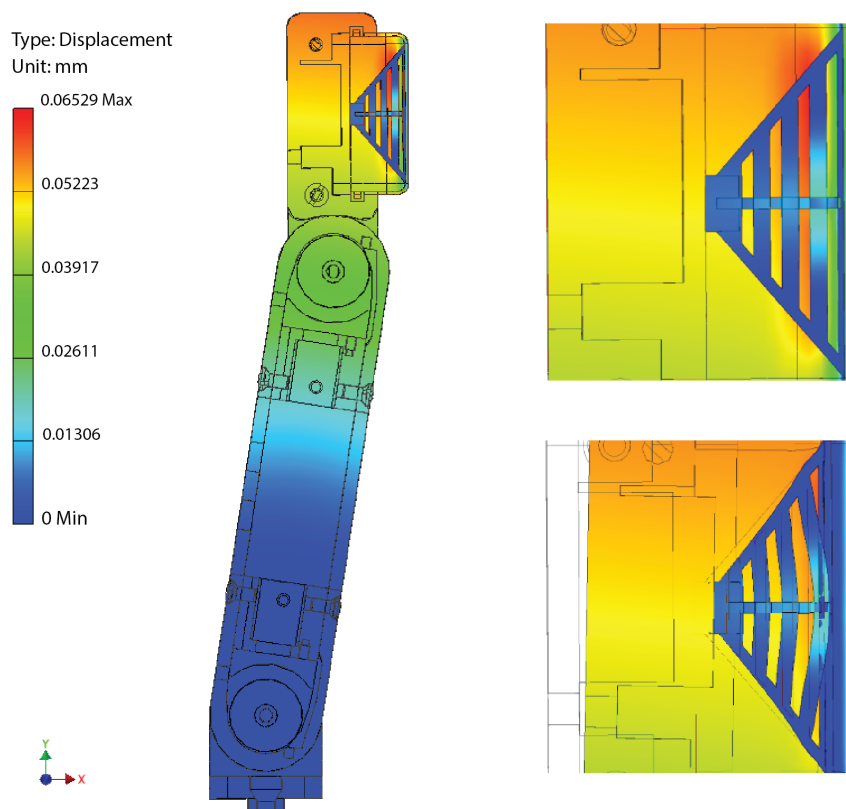 Type: Displacement
Unit: mm
0.06529 Max
0.05223
0.03917
0.02611
0.01306
0 Min
Y
X